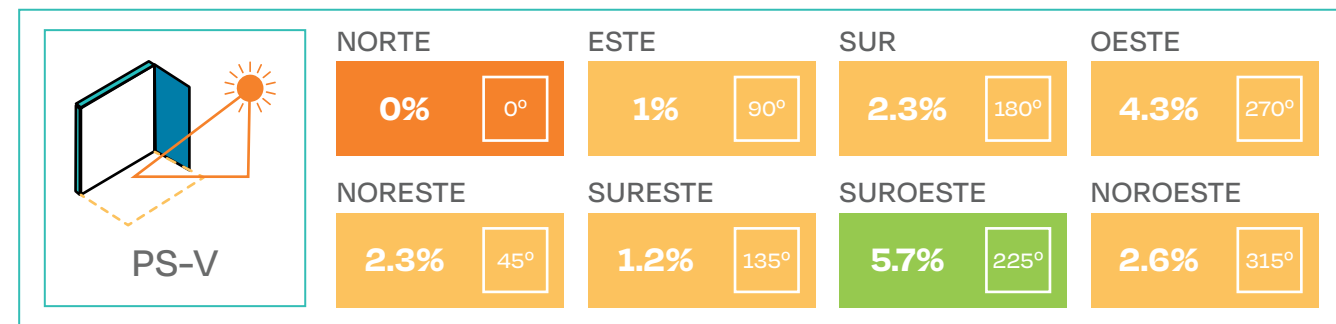 NORTE ESTE SUR OESTE
0% 0º 1% 90º 2.3% 180º 4.3% 270º
NORESTE SURESTE SUROESTE NOROESTE
2.3% 45º 1.2% 135º 5.7% 225º 2.6% 315º
PS-V